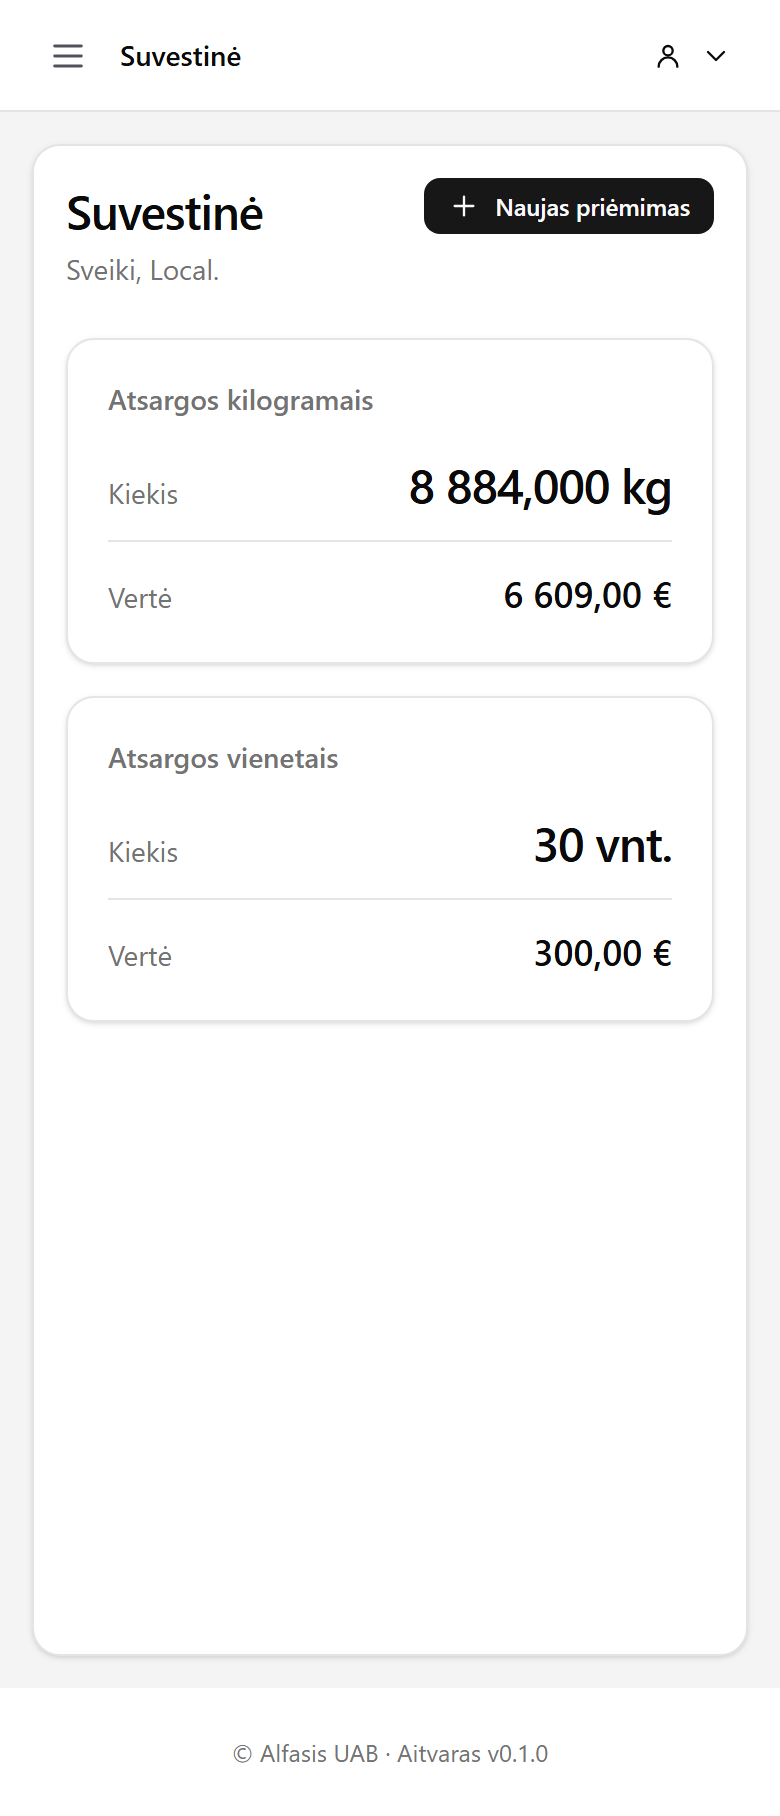 Suvestinė
Suvestinė
Naujas priėmimas
Sveiki, Local.
Atsargos kilogramais
Kiekis 8 884,000 kg
Vertė 6 609,00 €
Atsargos vienetais
Kiekis 30 vnt.
Vertė 300,00 €
© Alfasis UAB · Aitvaras v0.1.0